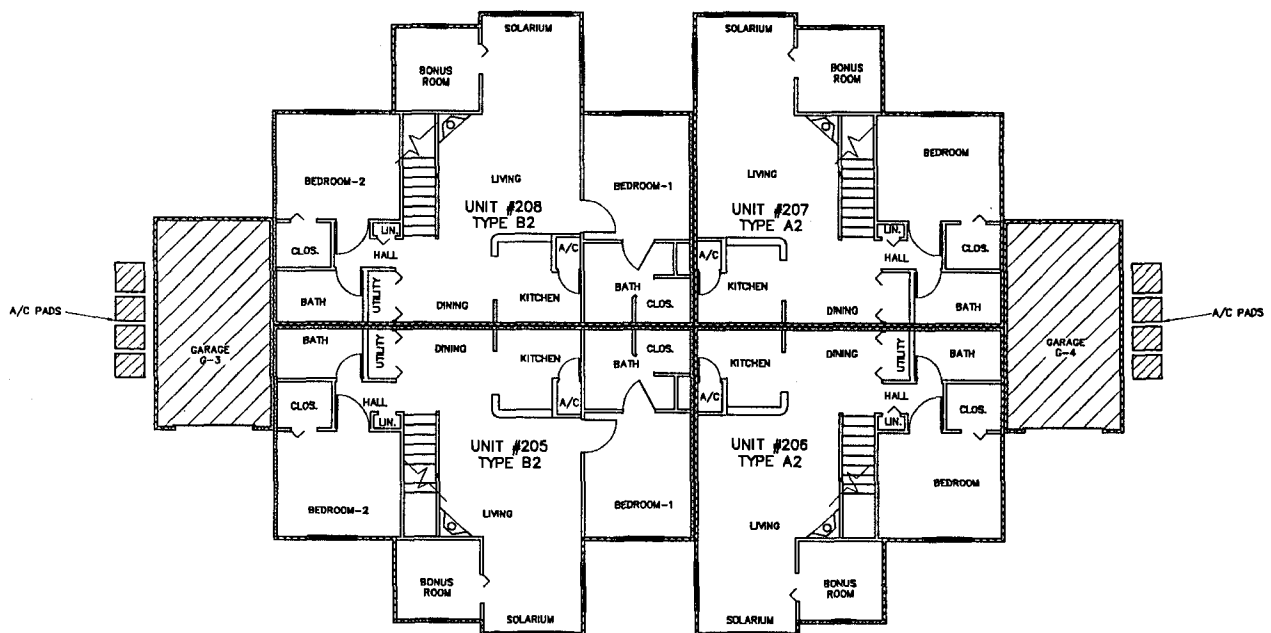 SOLARIUM
SOLARIUM
BONUS
ROOM
BONUS
ROOM
BEDROOM-2
LIVING
BEDROOM-1
LIVING
BEDROOM
UNIT #208
TYPE B2
UNIT #207
TYPE A2
LIN.
LIN.
CLOS.
HALL
A/C
A/C
HALL
CLOS.
BATH
UTILITY
DINING
KITCHEN
BATH
CLOS.
KITCHEN
DINING
BATH
A/C PADS
A/C PADS
GARAGE
G-3
GARAGE
G-4
BATH
UTILITY
DINING
KITCHEN
BATH
CLOS.
KITCHEN
DINING
UTILITY
BATH
CLOS.
HALL
LIN.
A/C
A/C
HALL
LIN.
CLOS.
UNIT #205
TYPE B2
UNIT #206
TYPE A2
BEDROOM-2
LIVING
BEDROOM-1
LIVING
BEDROOM
BONUS
ROOM
BONUS
ROOM
SOLARIUM
SOLARIUM